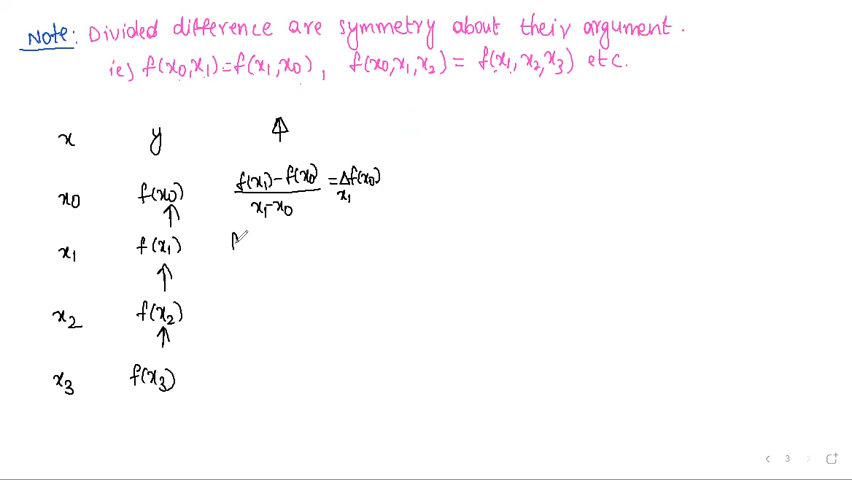 Note: Divided difference are symmetry about their argument.
ie) f(x0,x1)=f(x1,x0), f(x0,x1,x2) = f(x1,x2,x3) etc.
x y ⍋
x0 f(x0) f(x1)-f(x0) / x1-x0 = ⍋f(x0) x1
x1 f(x1)
x2 f(x2)
x3 f(x3)
3